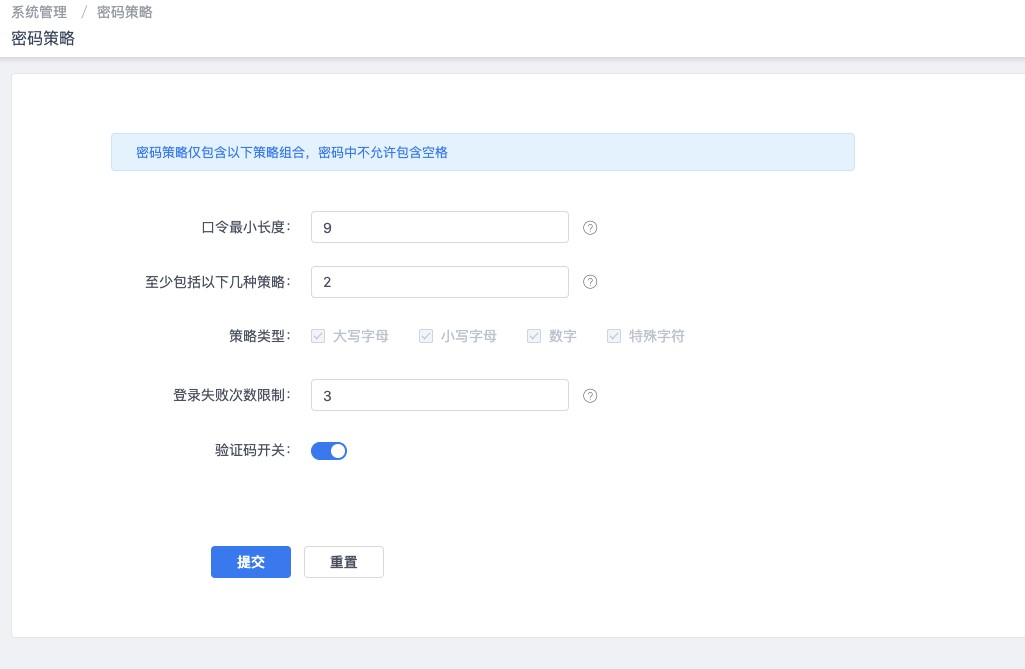 系统管理 / 密码策略
密码策略
密码策略仅包含以下策略组合，密码中不允许包含空格
口令最小长度： 9
至少包括以下几种策略： 2
策略类型： 大写字母 小写字母 数字 特殊字符
登录失败次数限制： 3
验证码开关：
提交 重置